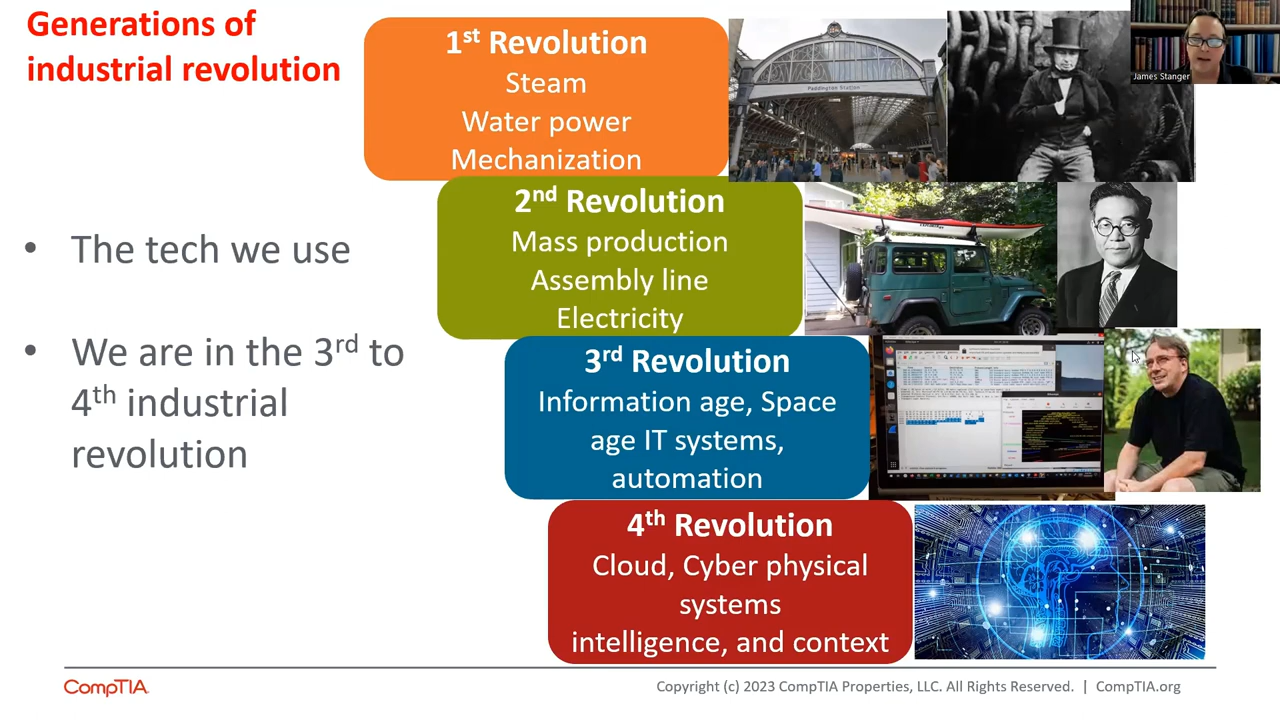 Generations of
industrial revolution
1st Revolution
Steam
Water power
Mechanization
Paddington Station
James Stanger
2nd Revolution
Mass production
Assembly line
Electricity
• The tech we use
• We are in the 3rd to
4th industrial
revolution
3rd Revolution
Information age, Space
age IT systems,
automation
4th Revolution
Cloud, Cyber physical
systems
intelligence, and context
CompTIA.
Copyright (c) 2023 CompTIA Properties, LLC. All Rights Reserved. | CompTIA.org